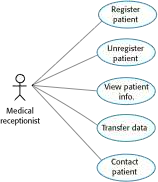 Register
patient
Unregister
patient
View patient
info.
Medical
receptionist
Transfer data
Contact
patient